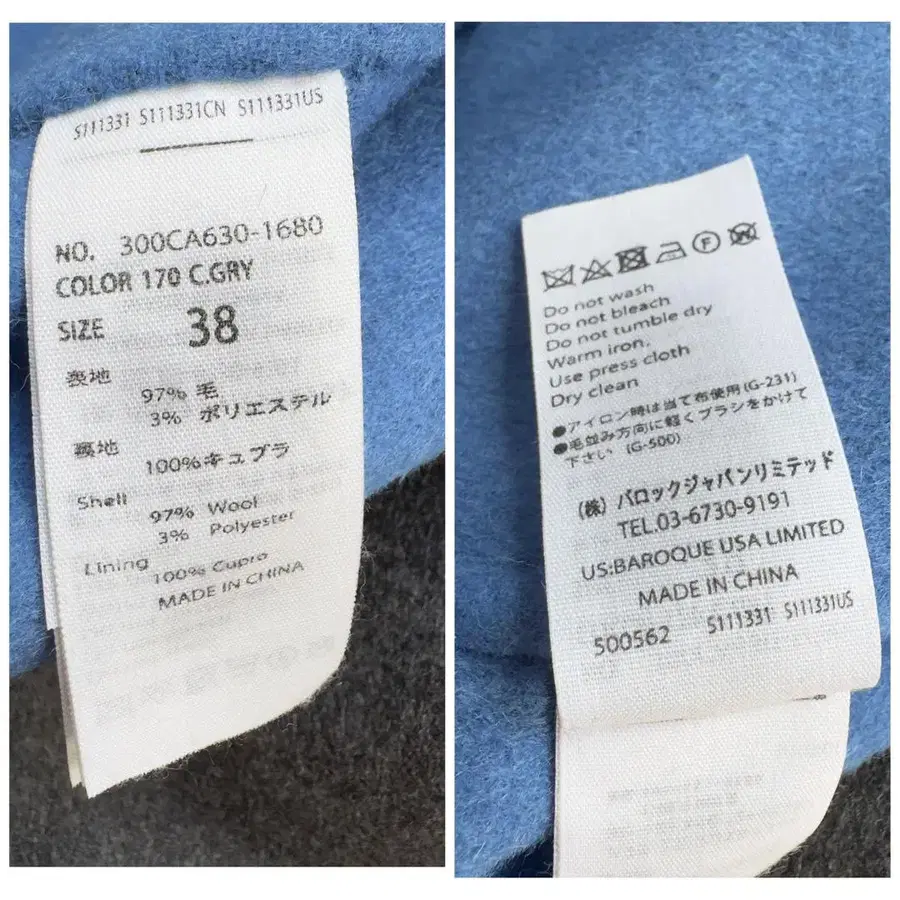 S111331 S111331CN S111331US
NO. 300CA630-1680
COLOR 170 C.GRY
SIZE 38
表地
97% 毛
3% ポリエステル
裏地
100%キュプラ
Shell
97% Wool
3% Polyester
Lining
100% Cupro
MADE IN CHINA
F
Do not wash
Do not bleach
Do not tumble dry
Warm iron.
Use press cloth
Dry clean
●アイロン時は当て布使用(G-231)
●毛並み方向に軽くブラシをかけて
下さい (G-500)
(株) バロックジャパンリミテッド
TEL.03-6730-9191
US:BAROQUE USA LIMITED
MADE IN CHINA
500562 S111331 S111331US